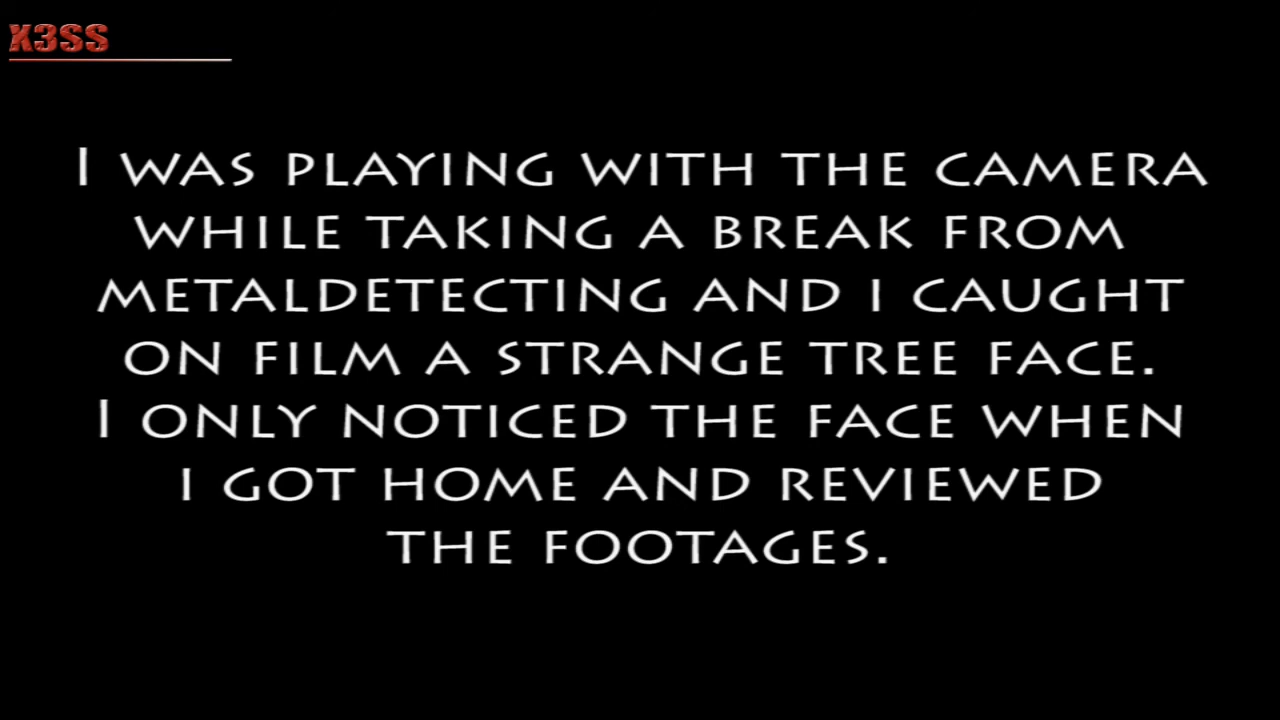 X3SS
I WAS PLAYING WITH THE CAMERA
WHILE TAKING A BREAK FROM
METALDETECTING AND I CAUGHT
ON FILM A STRANGE TREE FACE.
I ONLY NOTICED THE FACE WHEN
I GOT HOME AND REVIEWED
THE FOOTAGES.